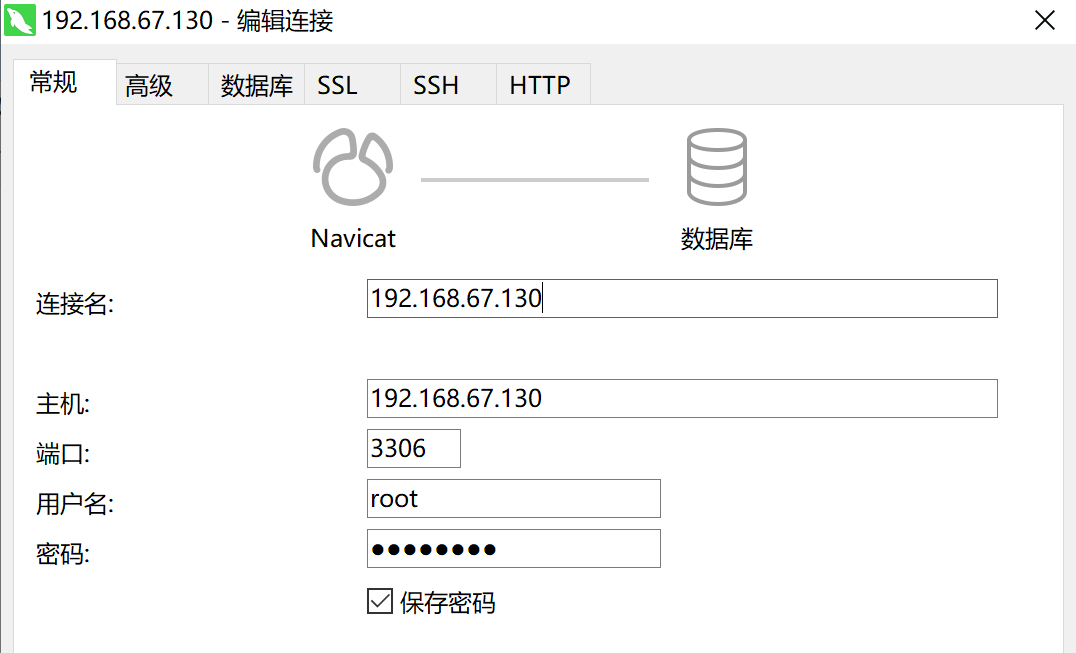 192.168.67.130 - 编辑连接
常规 高级 数据库 SSL SSH HTTP
Navicat 数据库
连接名: 192.168.67.130
主机: 192.168.67.130
端口: 3306
用户名: root
密码: ●●●●●●●●
保存密码